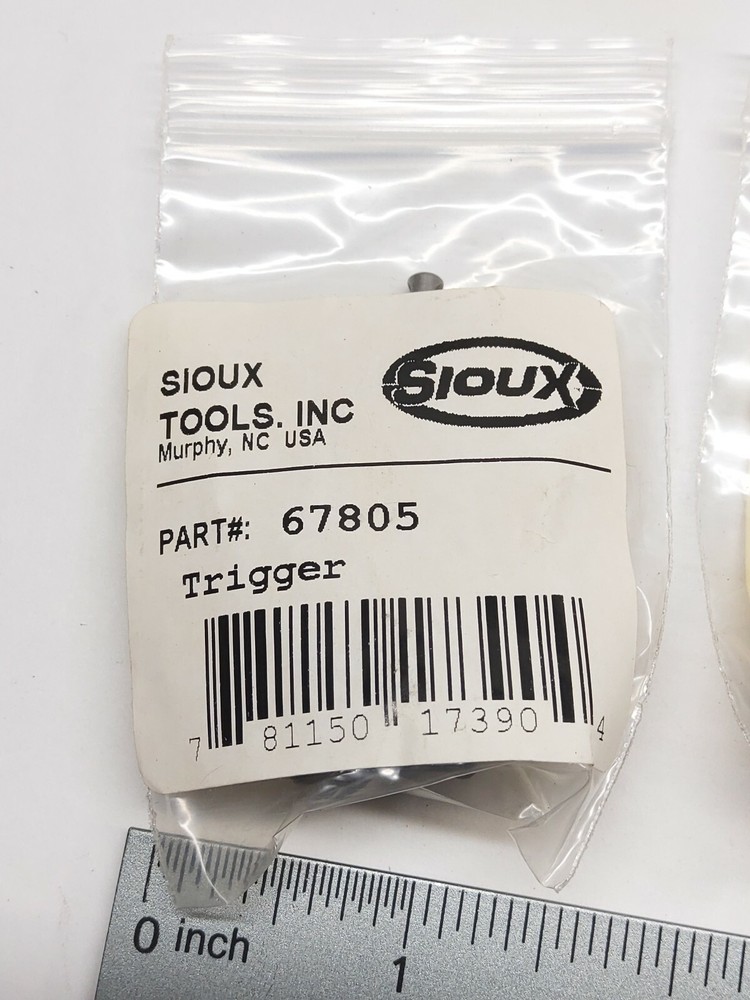 SIOUX
TOOLS. INC
Murphy, NC USA
SIOUX
PART#: 67805
Trigger
7 81150 17390 4
0 inch
1